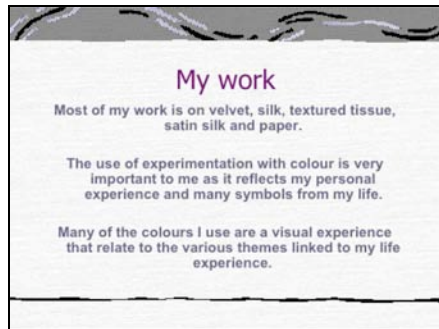 My work
Most of my work is on velvet, silk, textured tissue,
satin silk and paper.
The use of experimentation with colour is very
important to me as it reflects my personal
experience and many symbols from my life.
Many of the colours I use are a visual experience
that relate to the various themes linked to my life
experience.